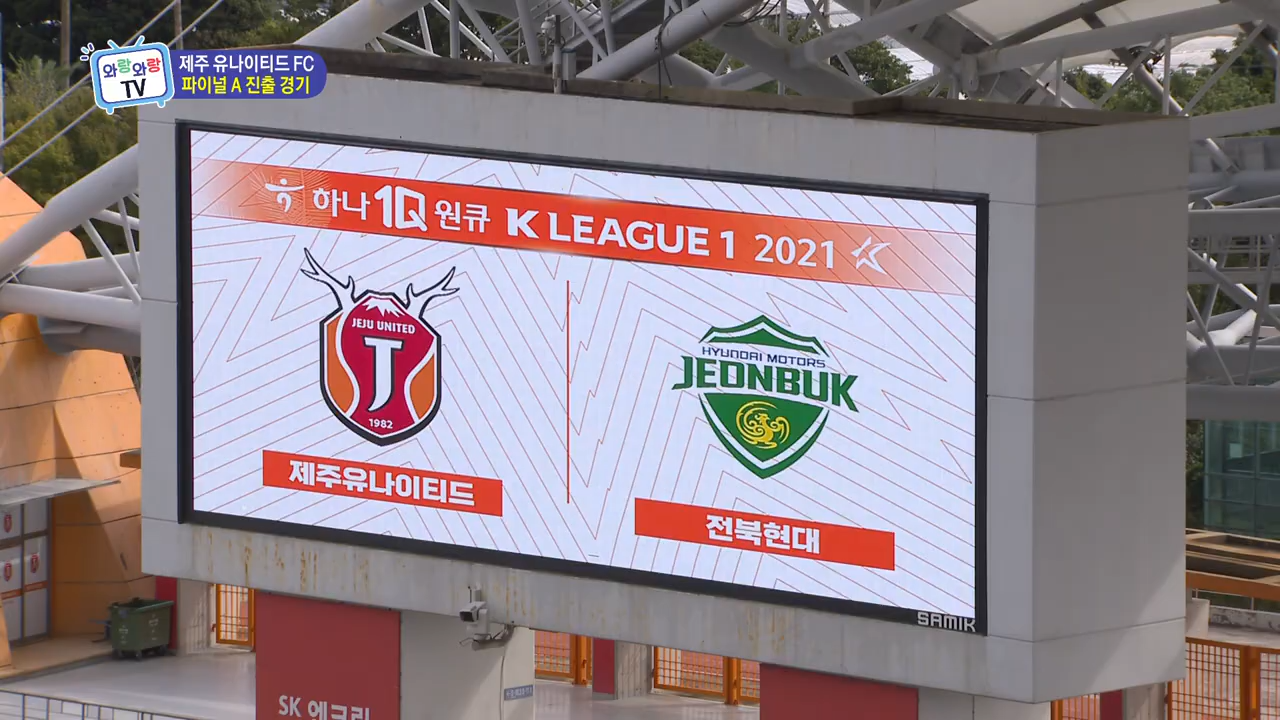 와랑와랑 TV
제주 유나이티드 FC
파이널 A 진출 경기
하나 1Q 원큐 K LEAGUE 1 2021
JEJU UNITED
J
1982
제주유나이티드
HYUNDAI MOTORS
JEONBUK
전북현대
SAMIK
SK 에크린